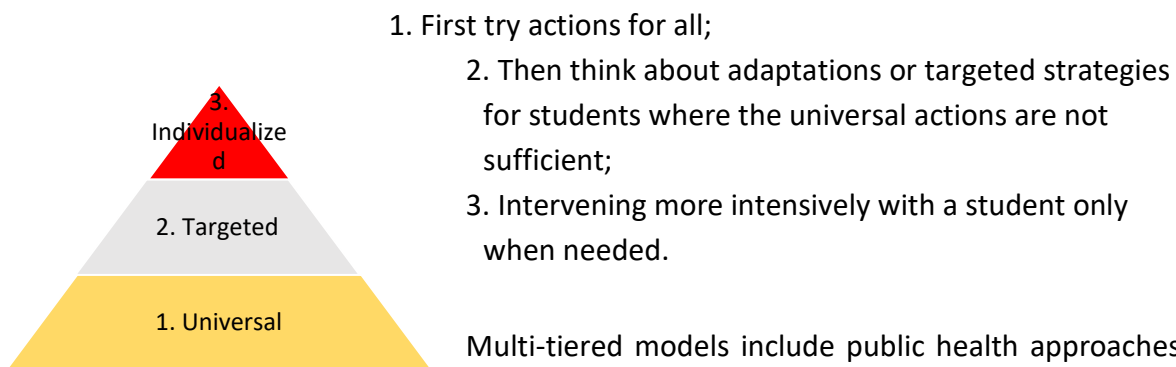 1. First try actions for all;
2. Then think about adaptations or targeted strategies
for students where the universal actions are not
sufficient;
3. Intervening more intensively with a student only
when needed.
3.
Individualize
d
2. Targeted
1. Universal
Multi-tiered models include public health approaches